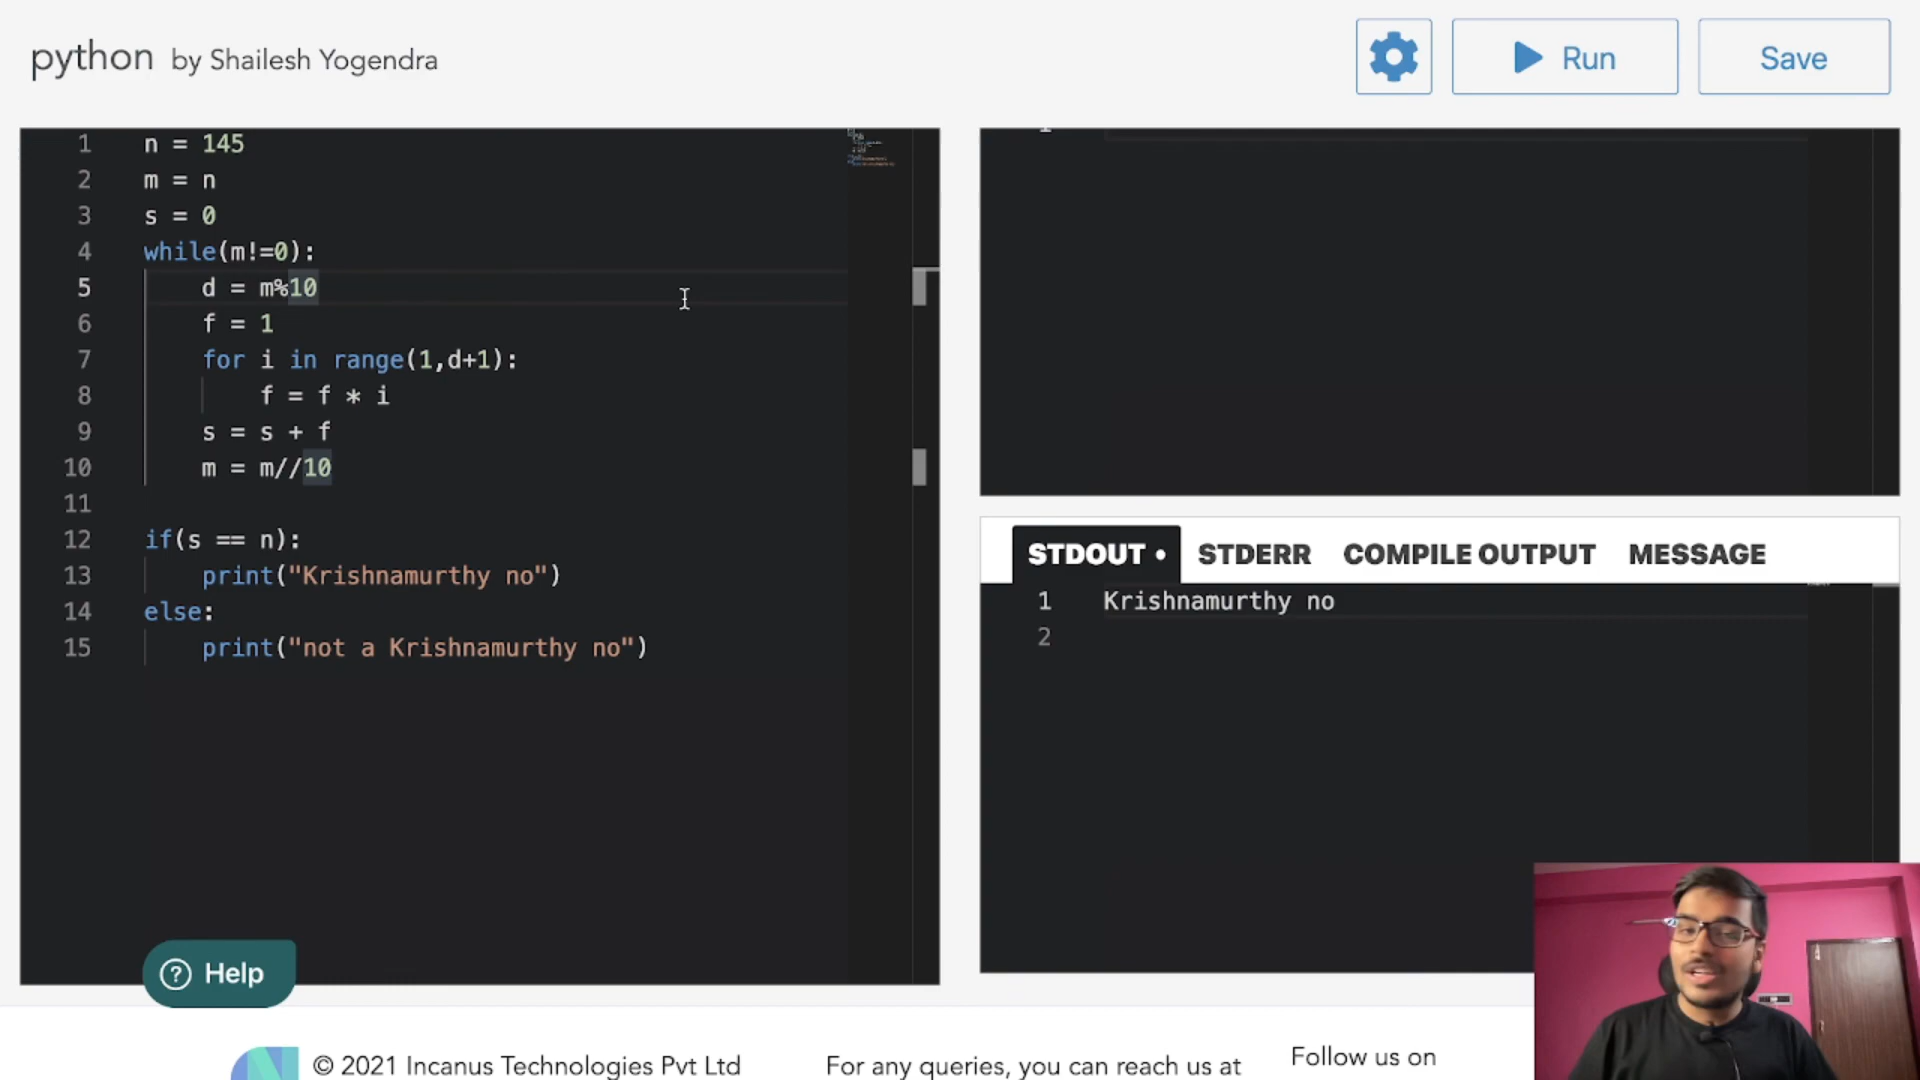 python by Shailesh Yogendra
Run
Save
1 n = 145
2 m = n
3 s = 0
4 while(m!=0):
5 d = m%10
6 f = 1
7 for i in range(1,d+1):
8 f = f * i
9 s = s + f
10 m = m//10
11
12 if(s == n):
13 print("Krishnamurthy no")
14 else:
15 print("not a Krishnamurthy no")
1
STDOUT • STDERR COMPILE OUTPUT MESSAGE
1 Krishnamurthy no
2
? Help
© 2021 Incanus Technologies Pvt Ltd
For any queries, you can reach us at
Follow us on